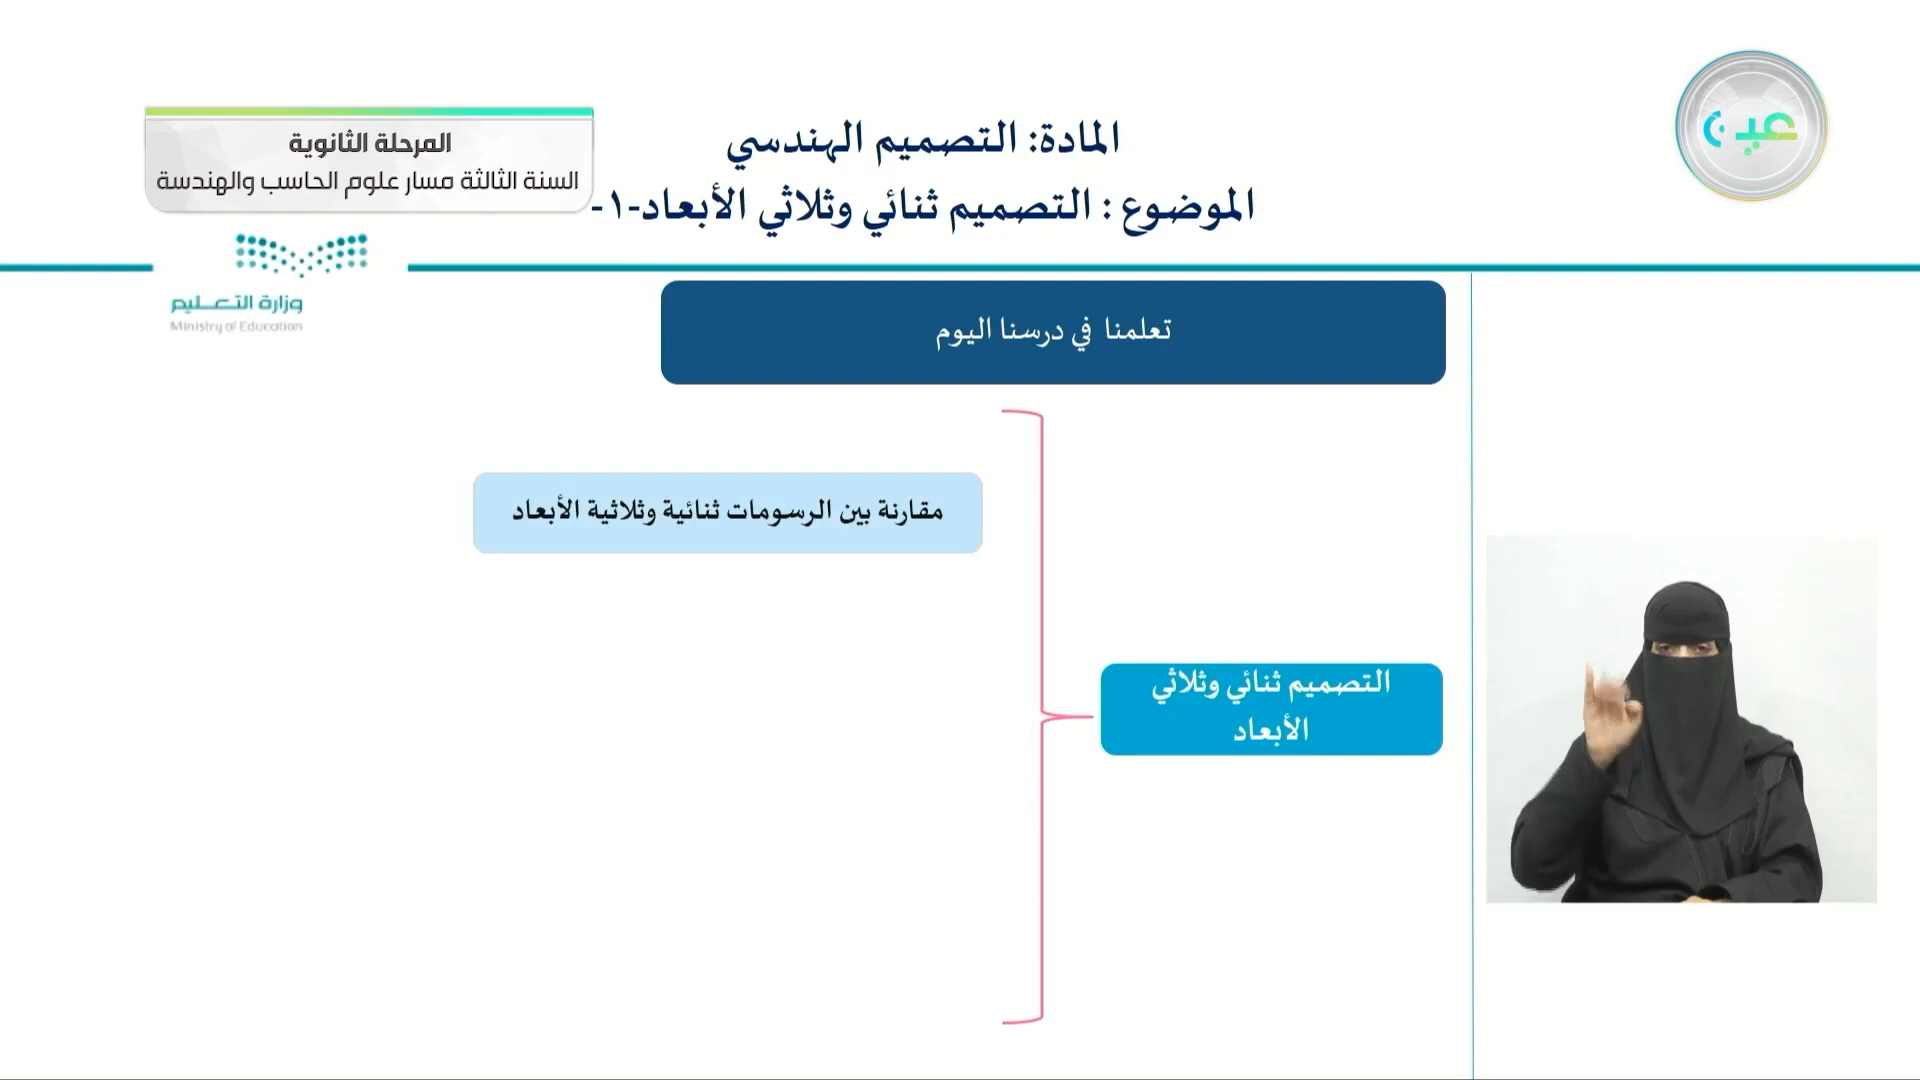 عين
المادة: التصميم الهندسي
الموضوع : التصميم ثنائي وثلاثي الأبعاد-١-
المرحلة الثانوية
السنة الثالثة مسار علوم الحاسب والهندسة
وزارة التعليم
Ministry of Education
تعلمنا في درسنا اليوم
مقارنة بين الرسومات ثنائية وثلاثية الأبعاد
التصميم ثنائي وثلاثي
الأبعاد